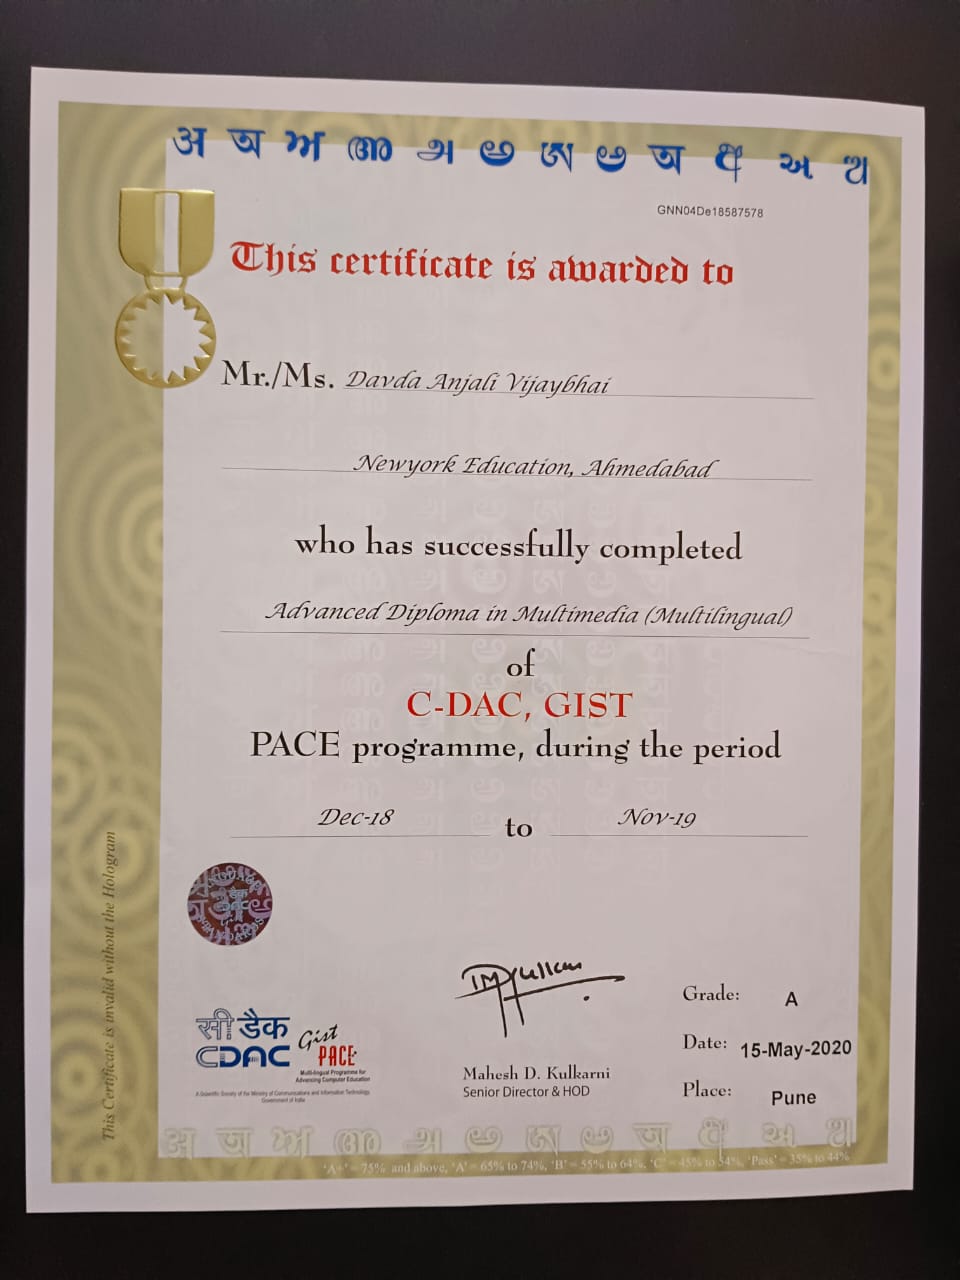 अ অ ਅ അ அ అ ଅ ಅ অ ꯑ અ अ
GNN04De18587578
This certificate is awarded to
Mr./Ms. Davda Anjali Vijaybhai
Newyork Education, Ahmedabad
who has successfully completed
Advanced Diploma in Multimedia (Multilingual)
of
C-DAC, GIST
PACE programme, during the period
Dec-18 to Nov-19
This Certificate is invalid without the Hologram
Grade: A
Date: 15-May-2020
Place: Pune
Mahesh D. Kulkarni
Senior Director & HOD
सी डैक
CDAC
Gist
PACE
Multi-lingual Programme for
Advancing Computer Education
A Scientific Society of the Ministry of Communications and Information Technology
Government of India
'A+' = 75% and above, 'A' = 65% to 74%, 'B' = 55% to 64%, 'C' = 45% to 54%, 'Pass' = 35% to 44%